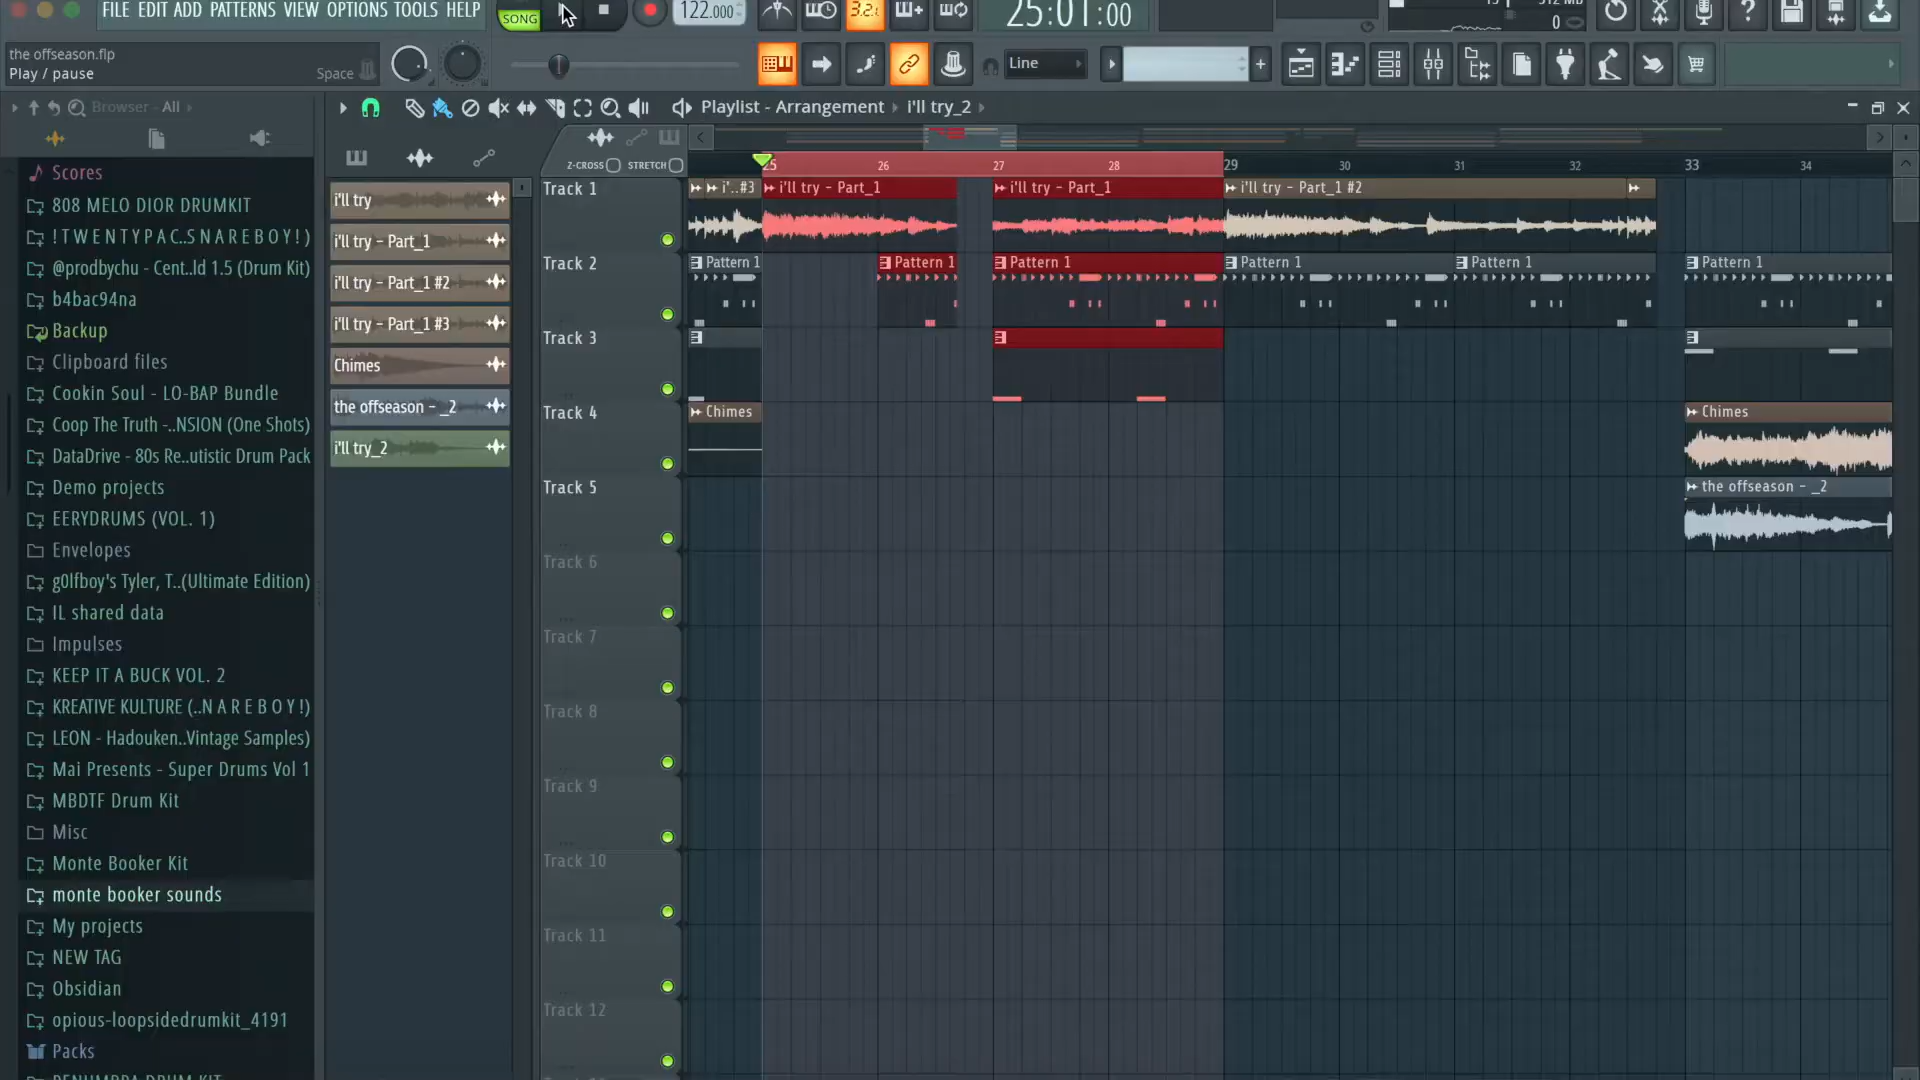 FILE EDIT ADD PATTERNS VIEW OPTIONS TOOLS HELP
SONG
122.000
3.2.
25:01:00
0
the offseason.flp
Play / pause
Space
Line
Browser - All
Playlist - Arrangement
i'll try_2
Z-CROSS
STRETCH
25 26 27 28 29 30 31 32 33 34
Scores
808 MELO DIOR DRUMKIT
! T W E N T Y P A C..S N A R E B O Y ! )
@prodbychu - Cent..ld 1.5 (Drum Kit)
b4bac94na
Backup
Clipboard files
Cookin Soul - LO-BAP Bundle
Coop The Truth -..NSION (One Shots)
DataDrive - 80s Re..utistic Drum Pack
Demo projects
EERYDRUMS (VOL. 1)
Envelopes
g0lfboy's Tyler, T..(Ultimate Edition)
IL shared data
Impulses
KEEP IT A BUCK VOL. 2
KREATIVE KULTURE (..N A R E B O Y !)
LEON - Hadouken..Vintage Samples)
Mai Presents - Super Drums Vol 1
MBDTF Drum Kit
Misc
Monte Booker Kit
monte booker sounds
My projects
NEW TAG
Obsidian
opious-loopsidedrumkit_4191
Packs
i'll try
i'll try - Part_1
i'll try - Part_1 #2
i'll try - Part_1 #3
Chimes
the offseason - _2
i'll try_2
Track 1
i'..#3
i'll try - Part_1
i'll try - Part_1
i'll try - Part_1 #2
Track 2
Pattern 1
Pattern 1
Pattern 1
Pattern 1
Pattern 1
Pattern 1
Track 3
Track 4
Chimes
Chimes
Track 5
the offseason - _2
Track 6
Track 7
Track 8
Track 9
Track 10
Track 11
Track 12